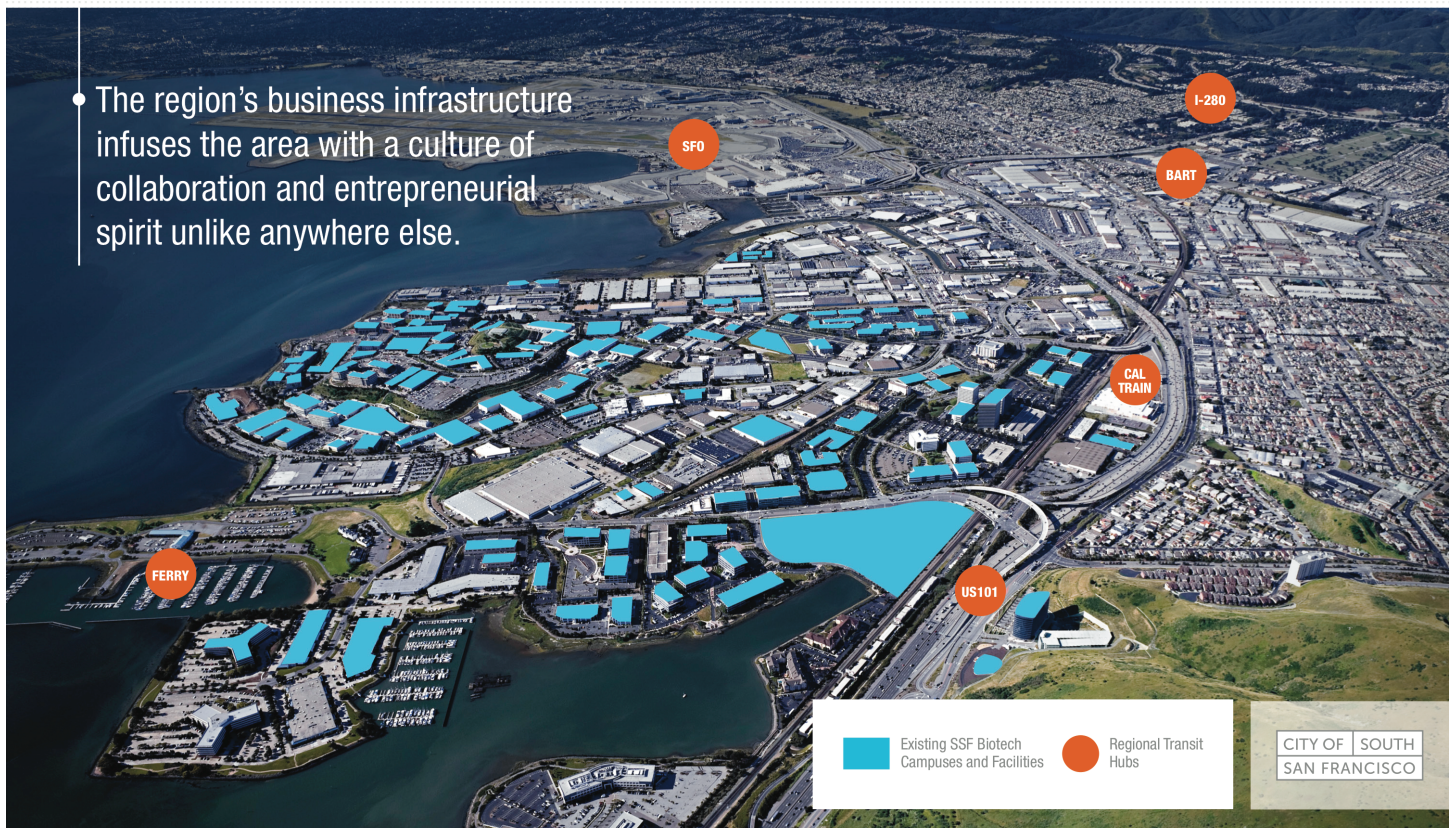 The region’s business infrastructure
infuses the area with a culture of
collaboration and entrepreneurial
spirit unlike anywhere else.
I-280
SFO
BART
CAL
TRAIN
FERRY
US101
Existing SSF Biotech
Campuses and Facilities
Regional Transit
Hubs
CITY OF SOUTH
SAN FRANCISCO